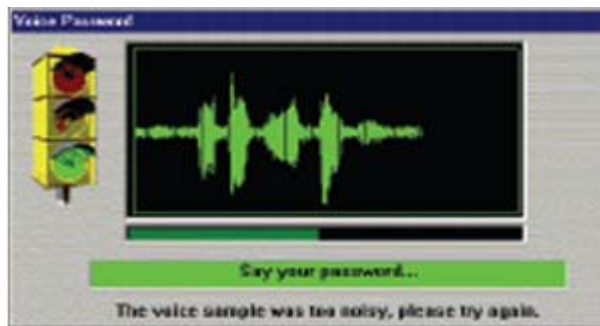 Voice Password
Say your password...
The voice sample was too noisy, please try again.